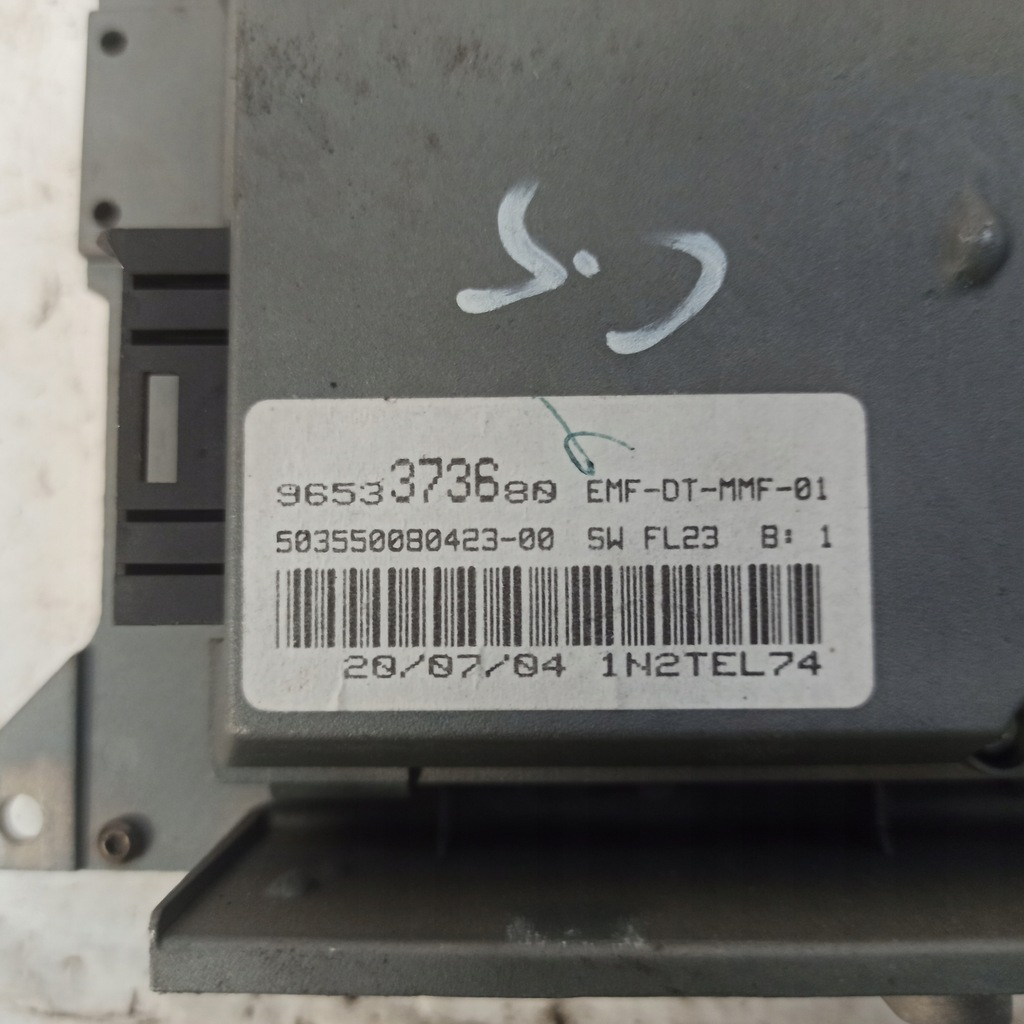 9653373680 EMF-DT-MMF-01
503550080423-00 SW FL23 B: 1
20/07/04 1N2TEL74